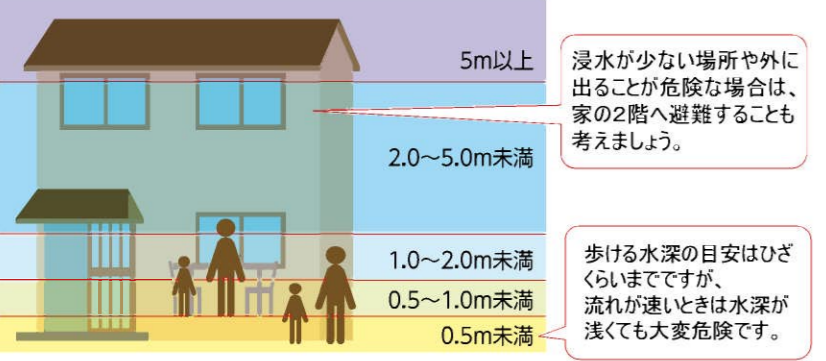 5m以上
浸水が少ない場所や外に
出ることが危険な場合は、
家の2階へ避難することも
考えましょう。
2.0～5.0m未満
1.0～2.0m未満
0.5～1.0m未満
0.5m未満
歩ける水深の目安はひざ
くらいまでですが、
流れが速いときは水深が
浅くても大変危険です。